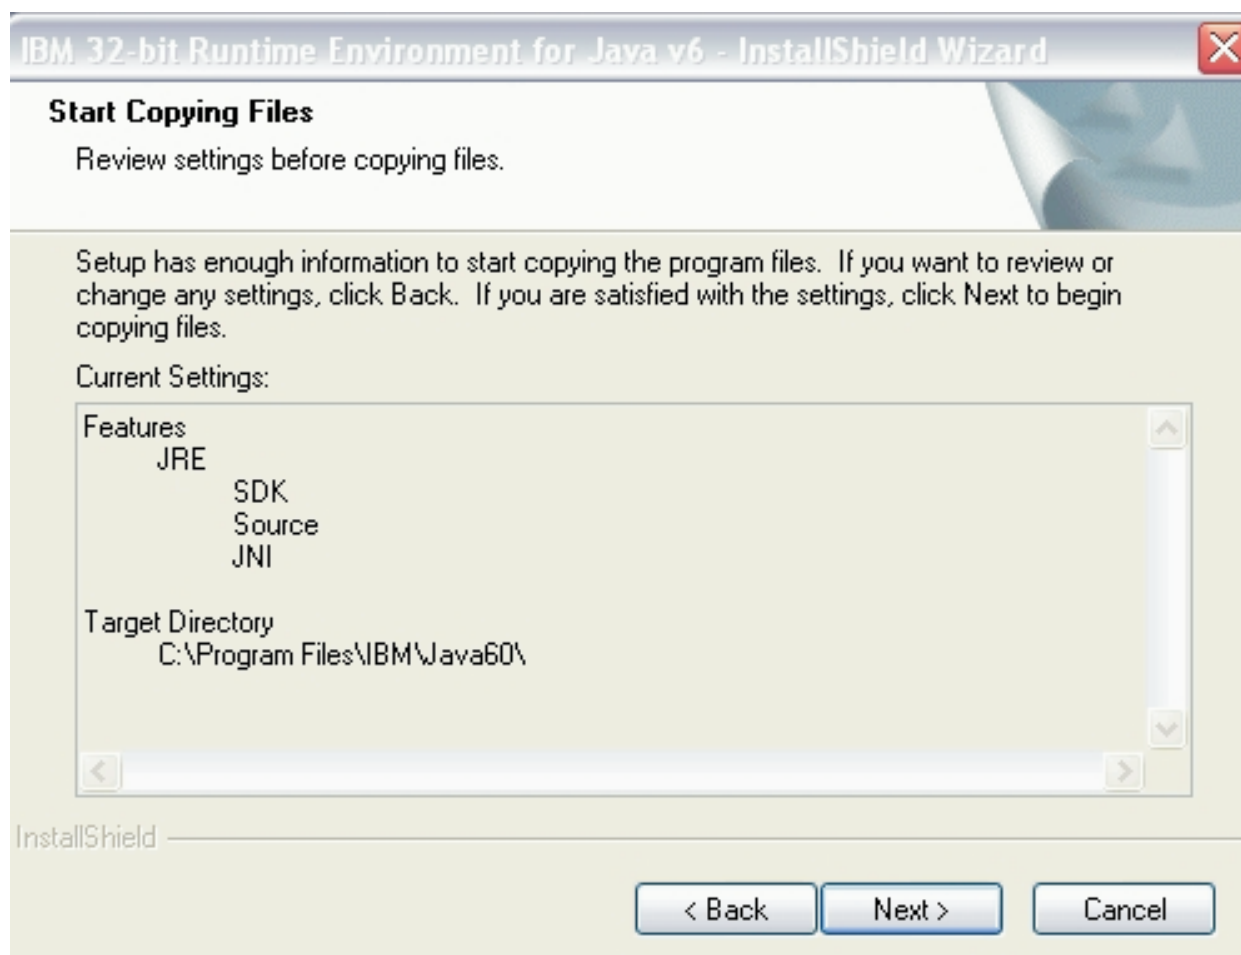 IBM 32-bit Runtime Environment for Java v6 - InstallShield Wizard
Start Copying Files
Review settings before copying files.
Setup has enough information to start copying the program files.  If you want to review or
change any settings, click Back.  If you are satisfied with the settings, click Next to begin
copying files.
Current Settings:
Features
JRE
SDK
Source
JNI
Target Directory
C:\Program Files\IBM\Java60\
InstallShield
< Back
Next >
Cancel